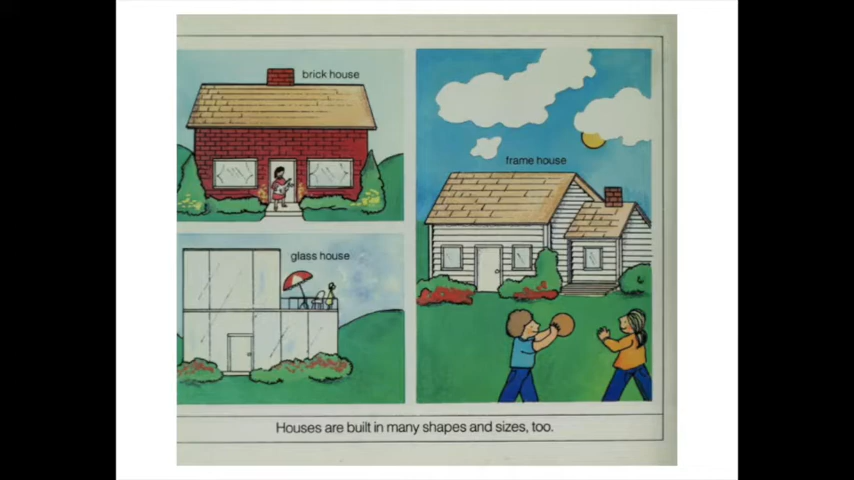 brick house
frame house
glass house
Houses are built in many shapes and sizes, too.